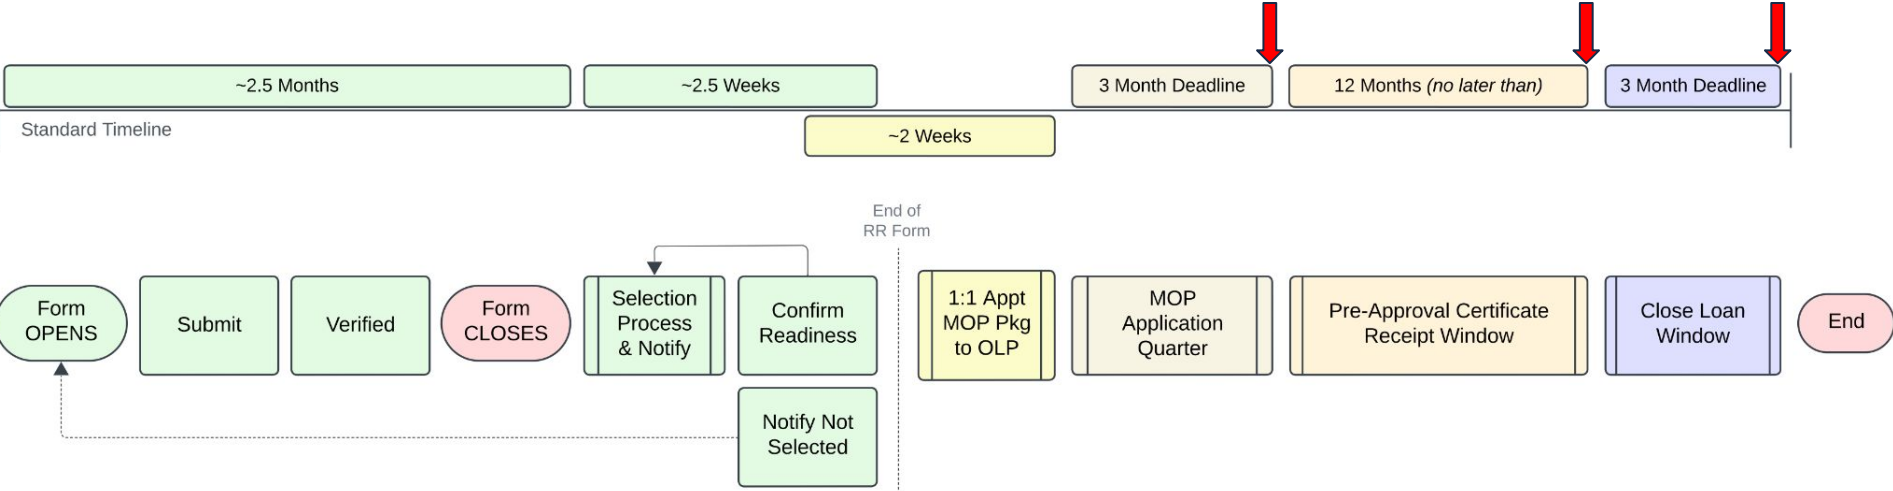 ~2.5 Months
~2.5 Weeks
3 Month Deadline
12 Months (no later than)
3 Month Deadline
Standard Timeline
~2 Weeks
End of
RR Form
Form
OPENS
Submit
Verified
Form
CLOSES
Selection
Process
& Notify
Confirm
Readiness
1:1 Appt
MOP Pkg
to OLP
MOP
Application
Quarter
Pre-Approval Certificate
Receipt Window
Close Loan
Window
End
Notify Not
Selected